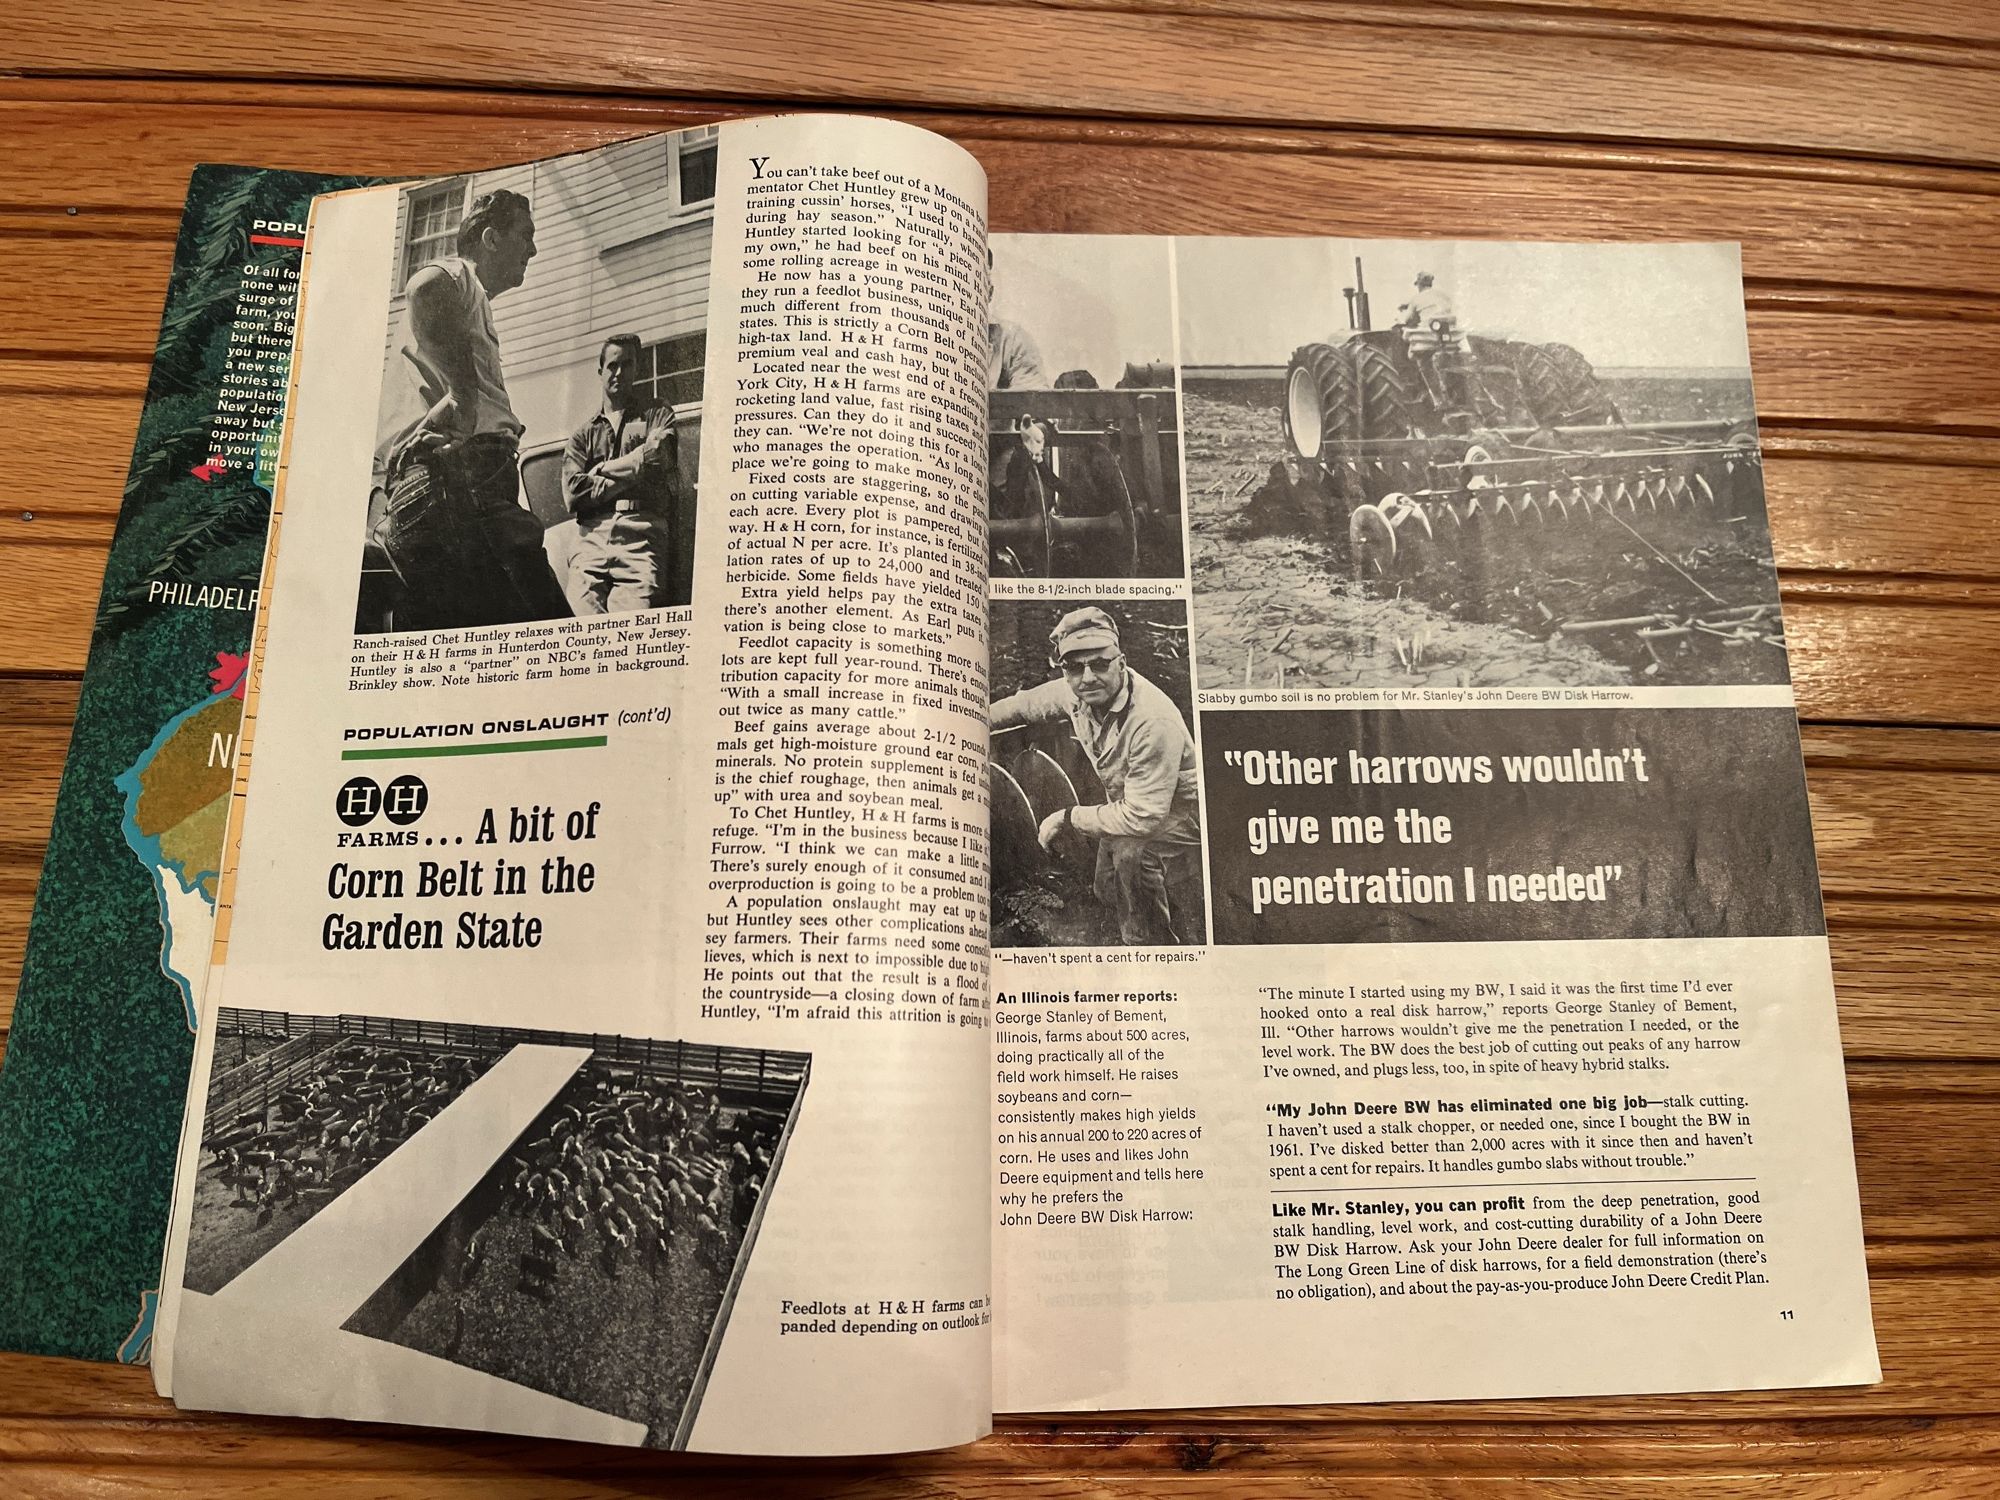 POPU
Of all for
none wil
surge of
farm, you
soon. Big
but there
you prep
a new ser
stories ab
populatio
New Jerse
away but
opportuni
in your ow
move a litt
PHILADELP
N
Ranch-raised Chet Huntley relaxes with partner Earl Hall
on their H & H farms in Hunterdon County, New Jersey.
Huntley is also a "partner" on NBC's famed Huntley-
Brinkley show. Note historic farm home in background.
POPULATION ONSLAUGHT (cont'd)
HH
FARMS... A bit of
Corn Belt in the
Garden State
You can't take beef out of a Montana
mentator Chet Huntley grew up on a
training cussin' horses, "I used to
during hay season." Naturally, when
Huntley started looking for "a piece of
my own," he had beef on his mind. He
some rolling acreage in western New
He now has a young partner, Earl
they run a feedlot business, unique in
much different from thousands of
states. This is strictly a Corn Belt
high-tax land. H & H farms now
premium veal and cash hay, but the
Located near the west end of a freeway
York City, H & H farms are expanding
rocketing land value, fast rising taxes and
pressures. Can they do it and succeed?
they can. "We're not doing this for a
who manages the operation. "As long as
place we're going to make money, or
Fixed costs are staggering, so the
on cutting variable expense, and drawing
each acre. Every plot is pampered, but
way. H & H corn, for instance, is fertilized
of actual N per acre. It's planted in 38-
lation rates of up to 24,000 and treated
herbicide. Some fields have yielded 150
Extra yield helps pay the extra taxes
there's another element. As Earl puts it,
vation is being close to markets."
Feedlot capacity is something more
lots are kept full year-round. There's
tribution capacity for more animals though.
"With a small increase in fixed
out twice as many cattle."
Beef gains average about 2-1/2 pounds
mals get high-moisture ground ear corn,
minerals. No protein supplement is fed
is the chief roughage, then animals get a
up" with urea and soybean meal.
To Chet Huntley, H & H farms is more
refuge. "I'm in the business because I like
Furrow. "I think we can make a little
There's surely enough of it consumed and I
overproduction is going to be a problem too
A population onslaught may eat up the
but Huntley sees other complications ahead
sey farmers. Their farms need some
lieves, which is next to impossible due to
He points out that the result is a flood of
the countryside—a closing down of farm
Huntley, "I'm afraid this attrition is going
Feedlots at H & H farms can
panded depending on outlook for
like the 8-1/2-inch blade spacing."
"—haven't spent a cent for repairs."
An Illinois farmer reports:
George Stanley of Bement,
Illinois, farms about 500 acres,
doing practically all of the
field work himself. He raises
soybeans and corn—
consistently makes high yields
on his annual 200 to 220 acres of
corn. He uses and likes John
Deere equipment and tells here
why he prefers the
John Deere BW Disk Harrow:
Slabby gumbo soil is no problem for Mr. Stanley's John Deere BW Disk Harrow.
"Other harrows wouldn't
give me the
penetration I needed"
"The minute I started using my BW, I said it was the first time I'd ever
hooked onto a real disk harrow," reports George Stanley of Bement,
Ill. "Other harrows wouldn't give me the penetration I needed, or the
level work. The BW does the best job of cutting out peaks of any harrow
I've owned, and plugs less, too, in spite of heavy hybrid stalks.
"My John Deere BW has eliminated one big job—stalk cutting.
I haven't used a stalk chopper, or needed one, since I bought the BW in
1961. I've disked better than 2,000 acres with it since then and haven't
spent a cent for repairs. It handles gumbo slabs without trouble."
Like Mr. Stanley, you can profit from the deep penetration, good
stalk handling, level work, and cost-cutting durability of a John Deere
BW Disk Harrow. Ask your John Deere dealer for full information on
The Long Green Line of disk harrows, for a field demonstration (there's
no obligation), and about the pay-as-you-produce John Deere Credit Plan.
11